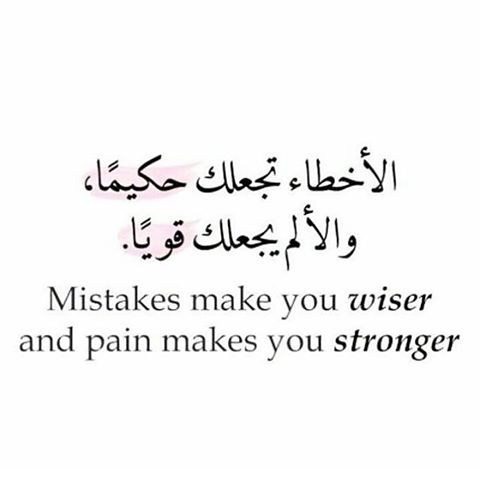 الأخطاء تجعلك حكيمًا،
والألم يجعلك قويًا.
Mistakes make you wiser
and pain makes you stronger